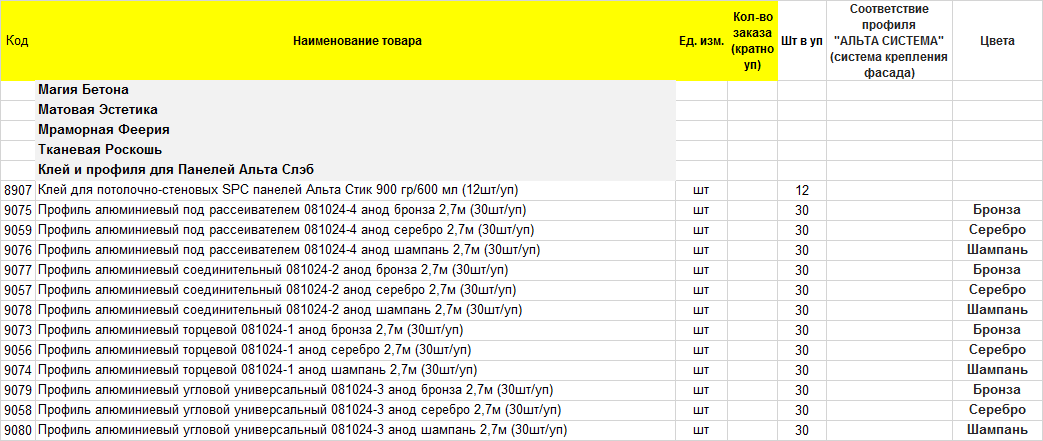 Код Наименование товара Ед. изм. Кол-во заказа (кратно уп) Шт в уп Соответствие профиля "АЛЬТА СИСТЕМА" (система крепления фасада) Цвета
Магия Бетона
Матовая Эстетика
Мраморная Феерия
Тканевая Роскошь
Клей и профиля для Панелей Альта Слэб
8907 Клей для потолочно-стеновых SPC панелей Альта Стик 900 гр/600 мл (12шт/уп) шт 12
9075 Профиль алюминиевый под рассеивателем 081024-4 анод бронза 2,7м (30шт/уп) шт 30 Бронза
9059 Профиль алюминиевый под рассеивателем 081024-4 анод серебро 2,7м (30шт/уп) шт 30 Серебро
9076 Профиль алюминиевый под рассеивателем 081024-4 анод шампань 2,7м (30шт/уп) шт 30 Шампань
9077 Профиль алюминиевый соединительный 081024-2 анод бронза 2,7м (30шт/уп) шт 30 Бронза
9057 Профиль алюминиевый соединительный 081024-2 анод серебро 2,7м (30шт/уп) шт 30 Серебро
9078 Профиль алюминиевый соединительный 081024-2 анод шампань 2,7м (30шт/уп) шт 30 Шампань
9073 Профиль алюминиевый торцевой 081024-1 анод бронза 2,7м (30шт/уп) шт 30 Бронза
9056 Профиль алюминиевый торцевой 081024-1 анод серебро 2,7м (30шт/уп) шт 30 Серебро
9074 Профиль алюминиевый торцевой 081024-1 анод шампань 2,7м (30шт/уп) шт 30 Шампань
9079 Профиль алюминиевый угловой универсальный 081024-3 анод бронза 2,7м (30шт/уп) шт 30 Бронза
9058 Профиль алюминиевый угловой универсальный 081024-3 анод серебро 2,7м (30шт/уп) шт 30 Серебро
9080 Профиль алюминиевый угловой универсальный 081024-3 анод шампань 2,7м (30шт/уп) шт 30 Шампань